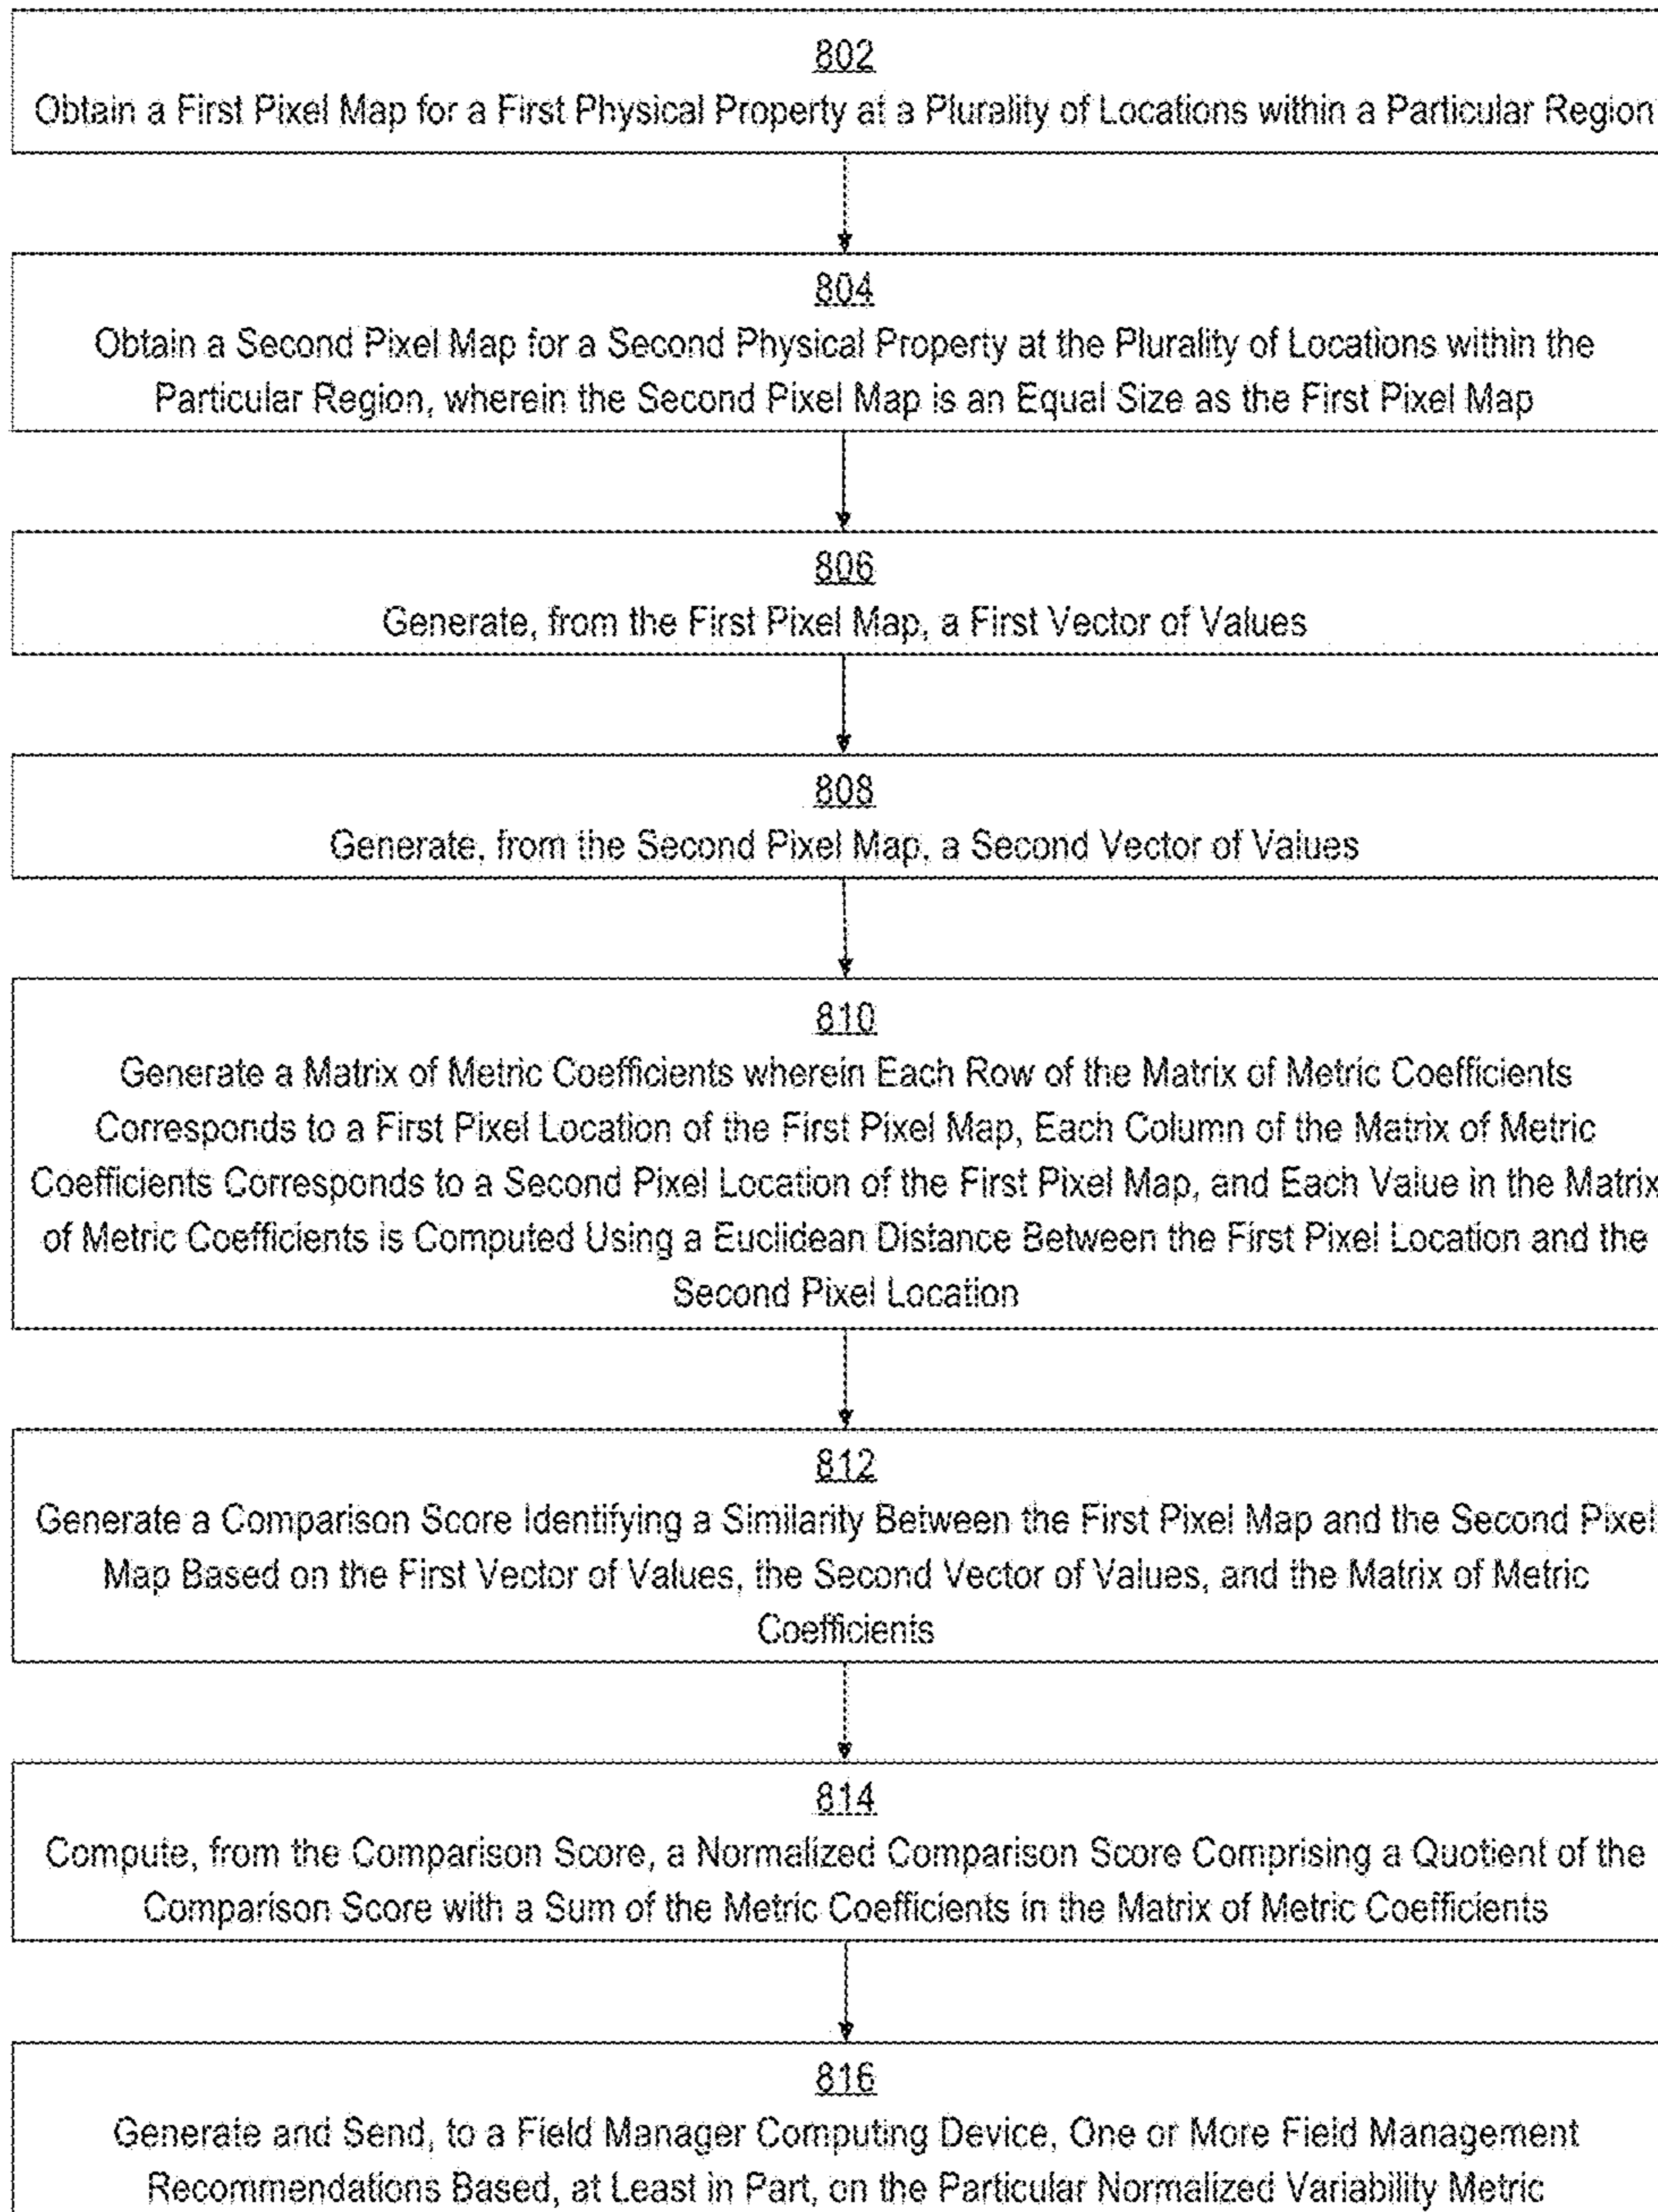 802
Obtain a First Pixel Map for a First Physical Property at a Plurality of Locations within a Particular Region
804
Obtain a Second Pixel Map for a Second Physical Property at the Plurality of Locations within the
Particular Region, wherein the Second Pixel Map is an Equal Size as the First Pixel Map
806
Generate, from the First Pixel Map, a First Vector of Values
808
Generate, from the Second Pixel Map, a Second Vector of Values
810
Generate a Matrix of Metric Coefficients wherein Each Row of the Matrix of Metric Coefficients
Corresponds to a First Pixel Location of the First Pixel Map, Each Column of the Matrix of Metric
Coefficients Corresponds to a Second Pixel Location of the First Pixel Map, and Each Value in the Matrix
of Metric Coefficients is Computed Using a Euclidean Distance Between the First Pixel Location and the
Second Pixel Location
812
Generate a Comparison Score Identifying a Similarity Between the First Pixel Map and the Second Pixel
Map Based on the First Vector of Values, the Second Vector of Values, and the Matrix of Metric
Coefficients
814
Compute, from the Comparison Score, a Normalized Comparison Score Comprising a Quotient of the
Comparison Score with a Sum of the Metric Coefficients in the Matrix of Metric Coefficients
816
Generate and Send, to a Field Manager Computing Device, One or More Field Management
Recommendations Based, at Least in Part, on the Particular Normalized Variability Metric